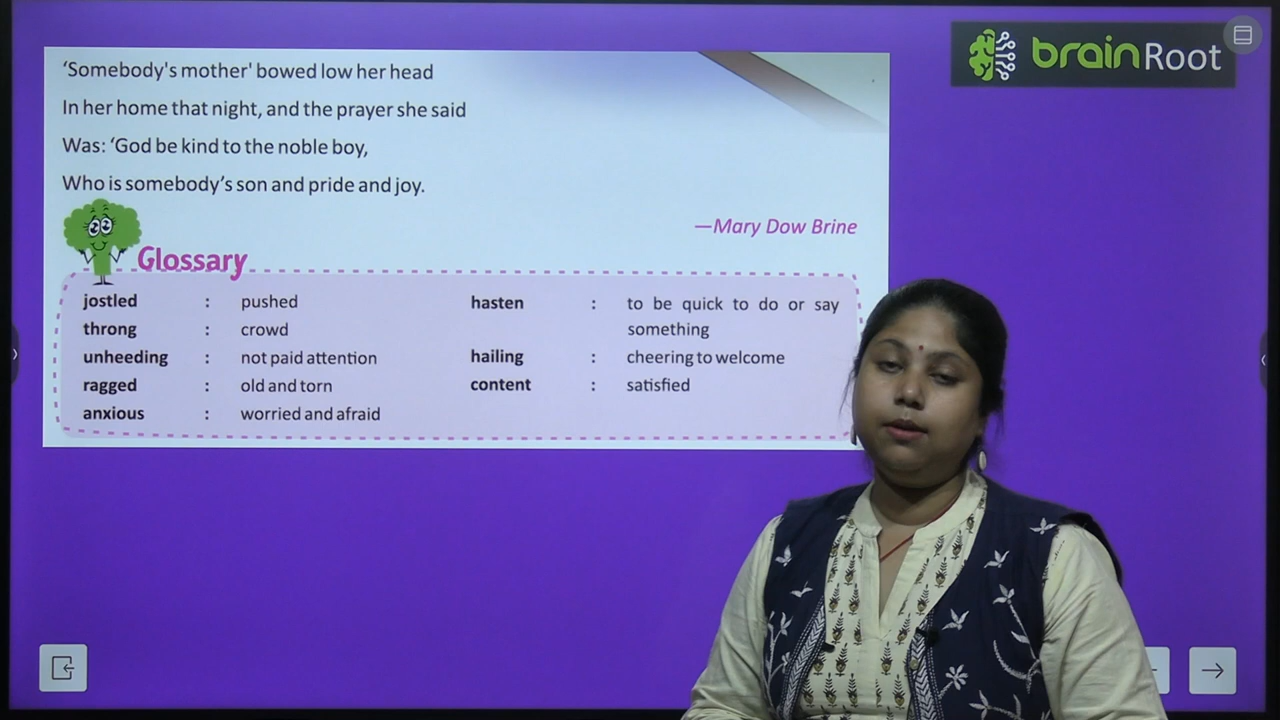 brainRoot
‘Somebody's mother' bowed low her head
In her home that night, and the prayer she said
Was: ‘God be kind to the noble boy,
Who is somebody’s son and pride and joy.
—Mary Dow Brine
Glossary
jostled : pushed
throng : crowd
unheeding : not paid attention
ragged : old and torn
anxious : worried and afraid
hasten : to be quick to do or say
something
hailing : cheering to welcome
content : satisfied